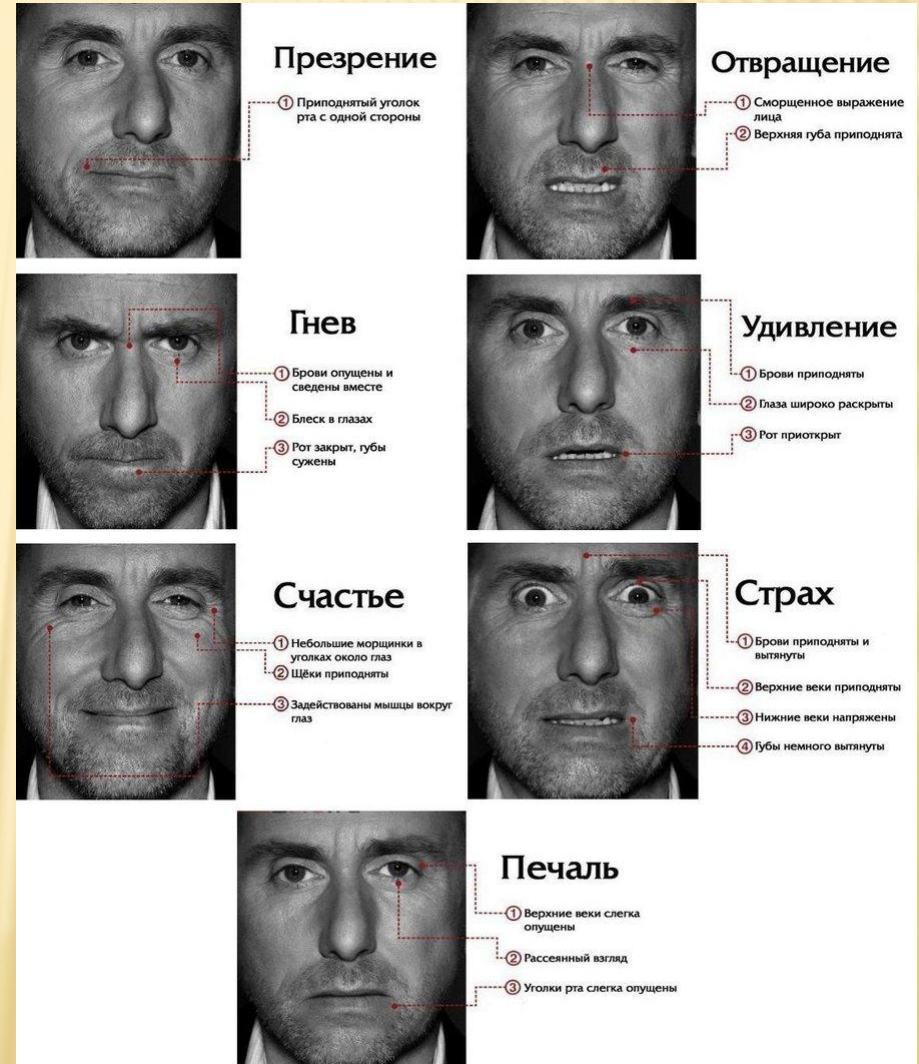 Презрение
① Приподнятый уголок
рта с одной стороны
Отвращение
① Сморщенное выражение
лица
② Верхняя губа приподнята
Гнев
① Брови опущены и
сведены вместе
② Блеск в глазах
③ Рот закрыт, губы
сужены
Удивление
① Брови приподняты
② Глаза широко раскрыты
③ Рот приоткрыт
Счастье
① Небольшие морщинки в
уголках около глаз
② Щёки приподняты
③ Задействованы мышцы вокруг
глаз
Страх
① Брови приподняты и
вытянуты
② Верхние веки приподняты
③ Нижние веки напряжены
④ Губы немного вытянуты
Печаль
① Верхние веки слегка
опущены
② Рассеянный взгляд
③ Уголки рта слегка опущены